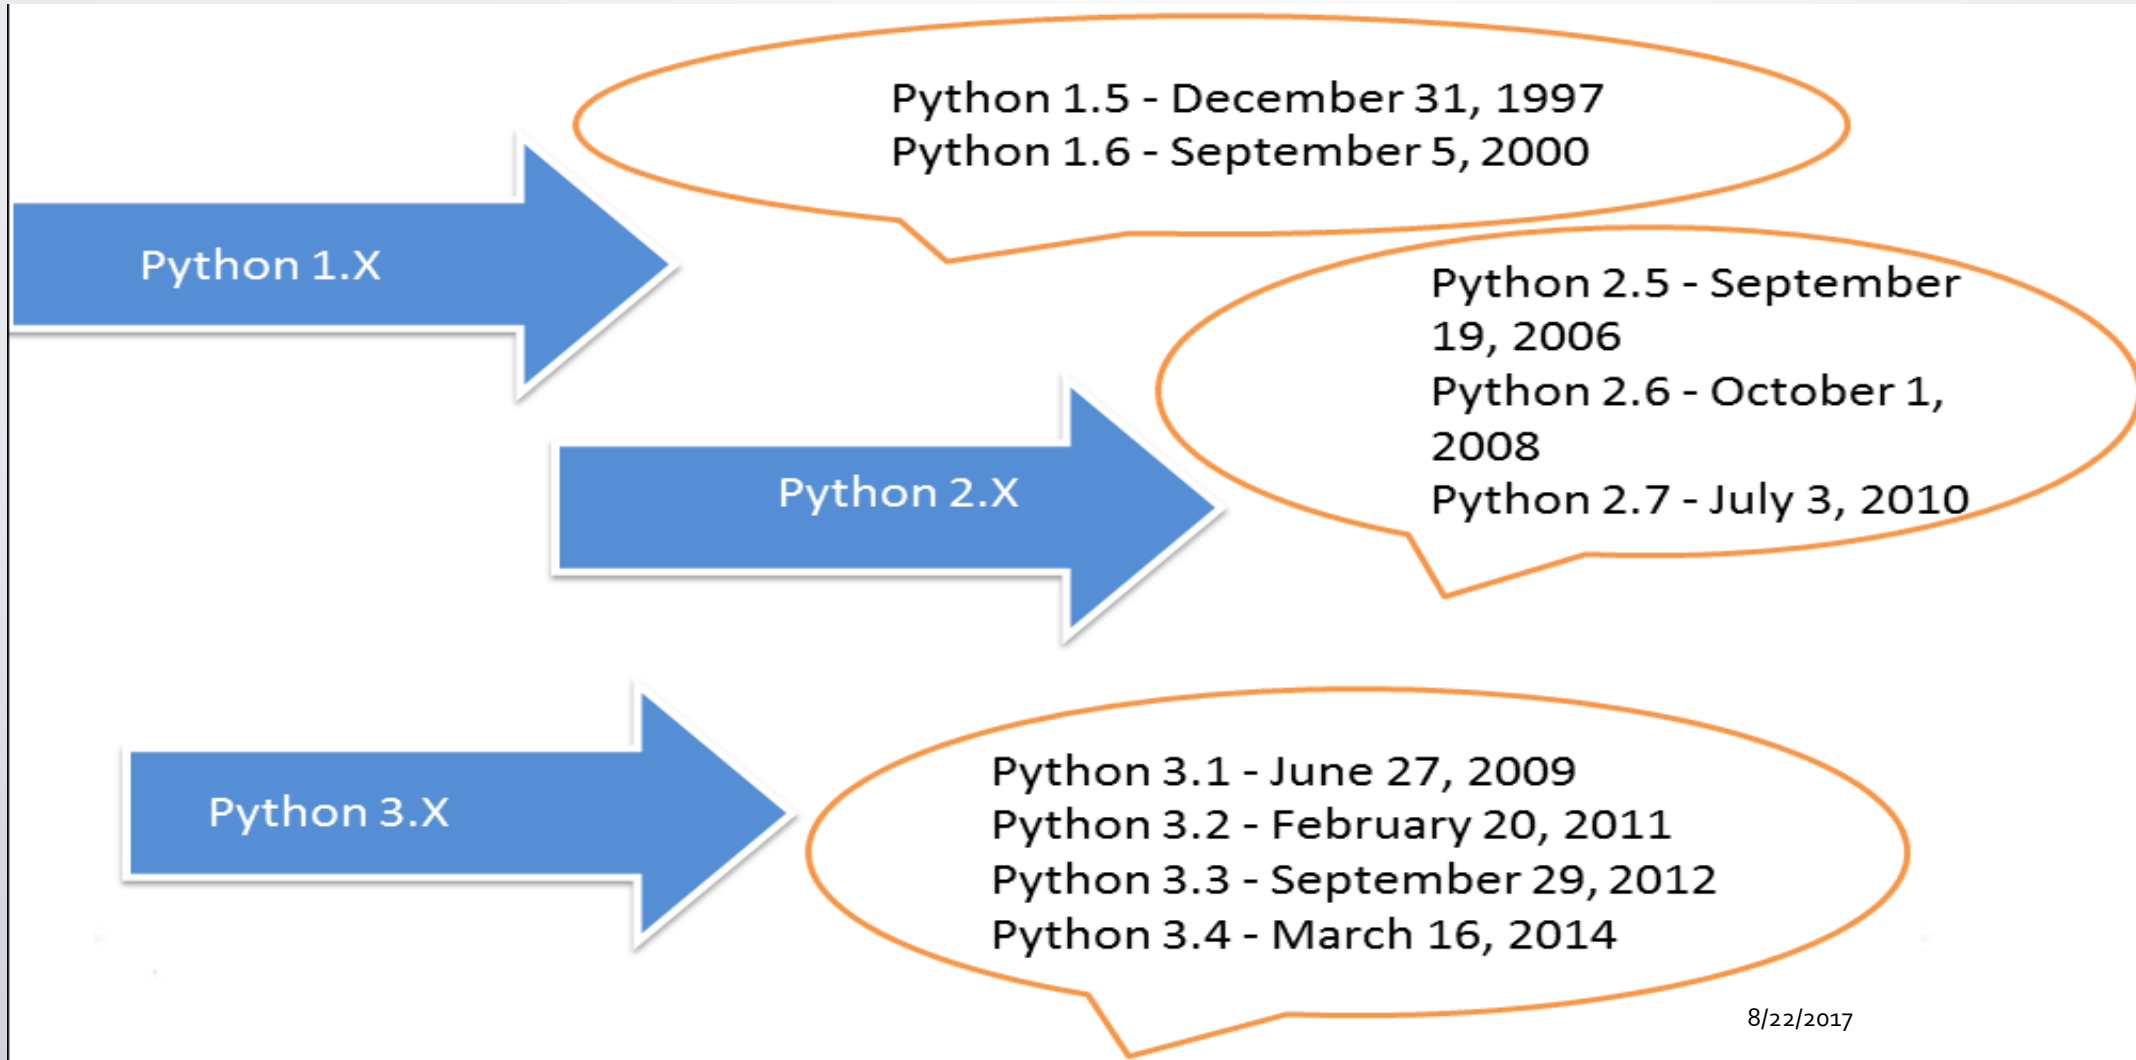 Python 1.5 - December 31, 1997
Python 1.6 - September 5, 2000
Python 1.X
Python 2.5 - September
19, 2006
Python 2.6 - October 1,
2008
Python 2.7 - July 3, 2010
Python 2.X
Python 3.1 - June 27, 2009
Python 3.2 - February 20, 2011
Python 3.3 - September 29, 2012
Python 3.4 - March 16, 2014
Python 3.X
8/22/2017